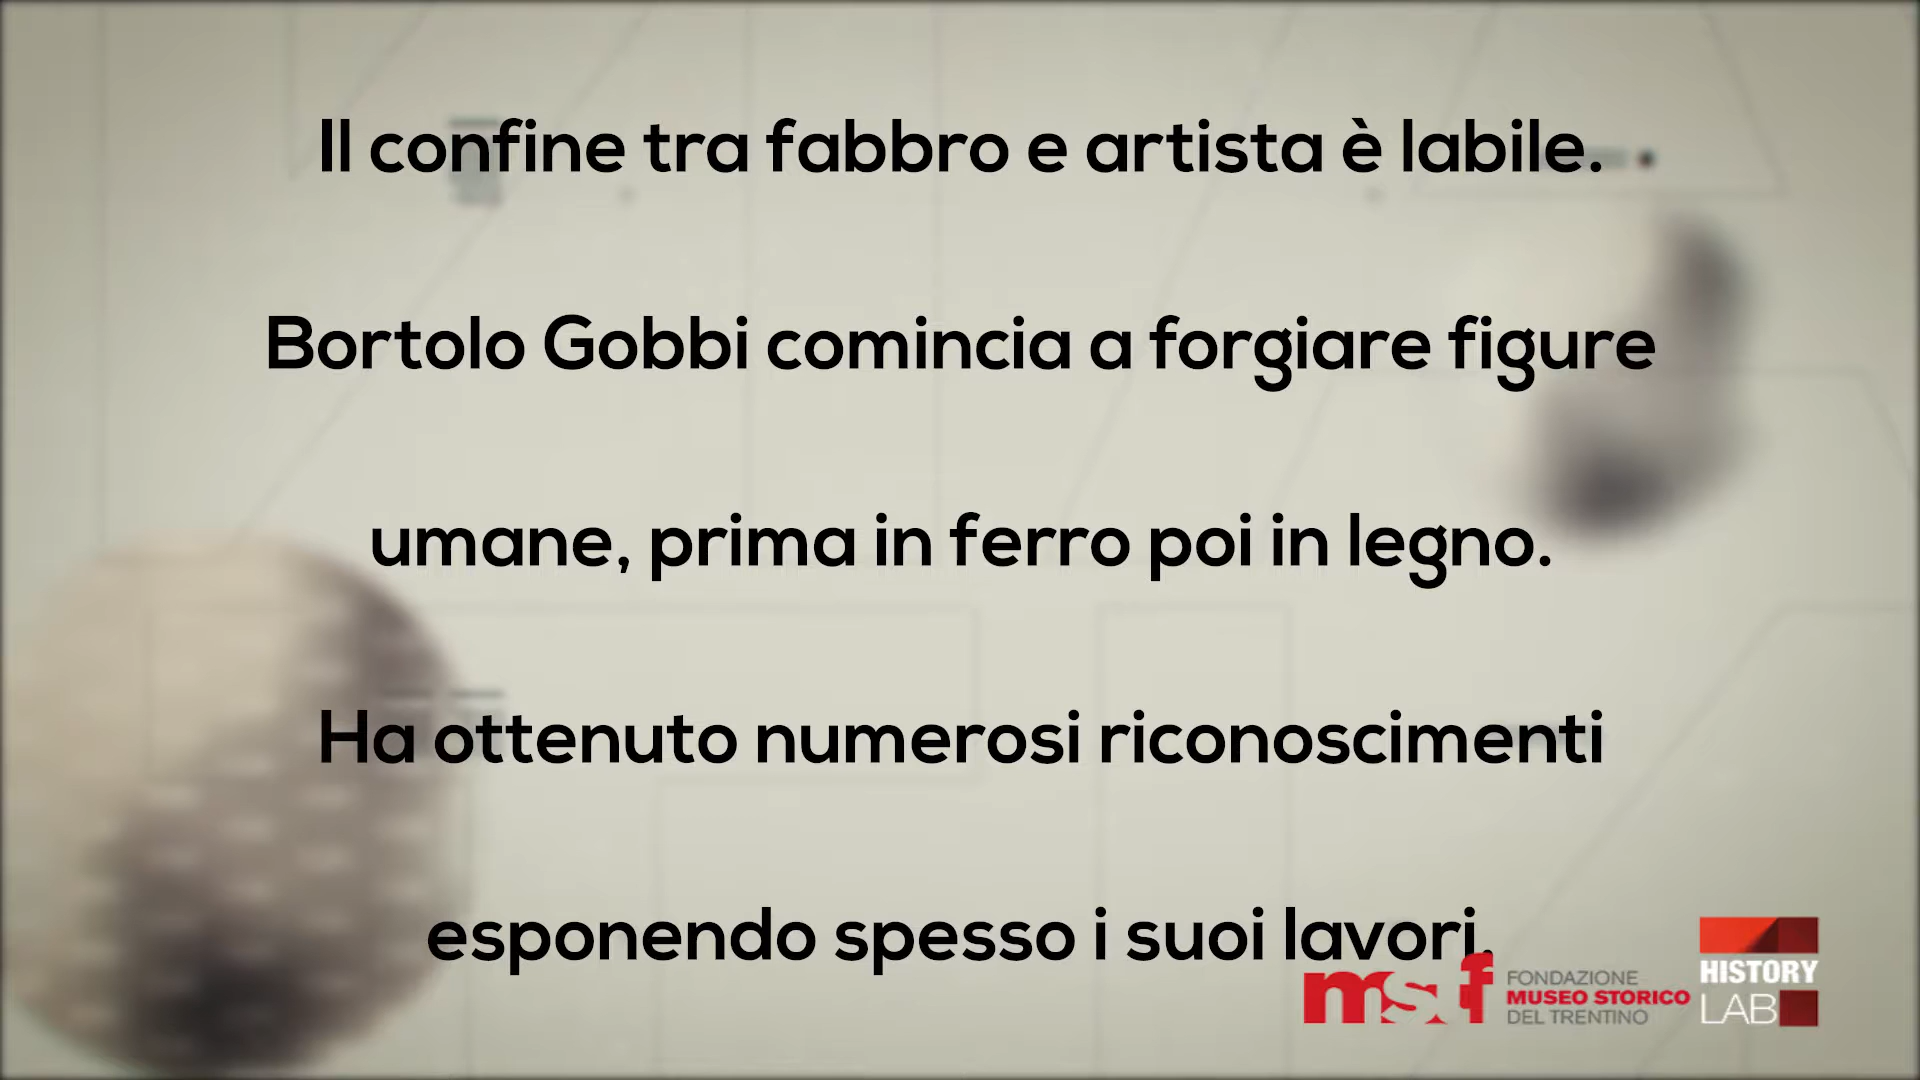 Il confine tra fabbro e artista è labile.
Bortolo Gobbi comincia a forgiare figure
umane, prima in ferro poi in legno.
Ha ottenuto numerosi riconoscimenti
esponendo spesso i suoi lavori.
msf
FONDAZIONE
MUSEO STORICO
DEL TRENTINO
HISTORY
LAB